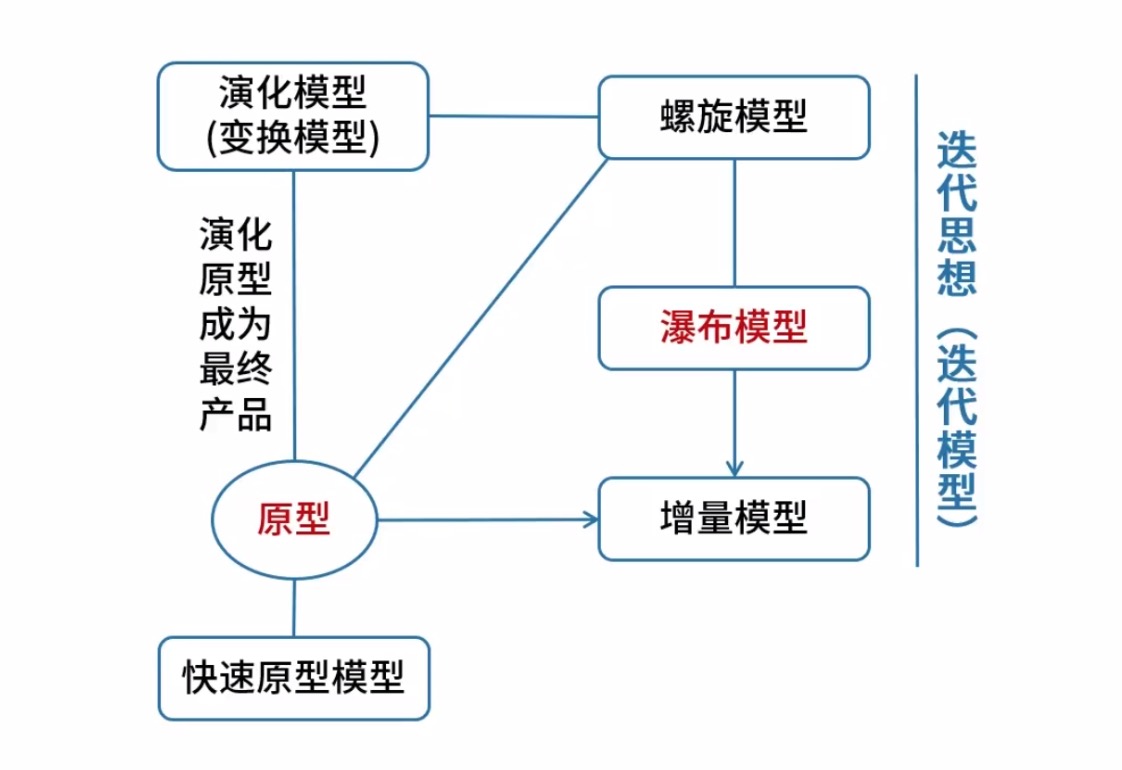 演化模型
(变换模型)
螺旋模型
演化
原型
成为
最终
产品
瀑布模型
原型
增量模型
快速原型模型
迭代思想（迭代模型）